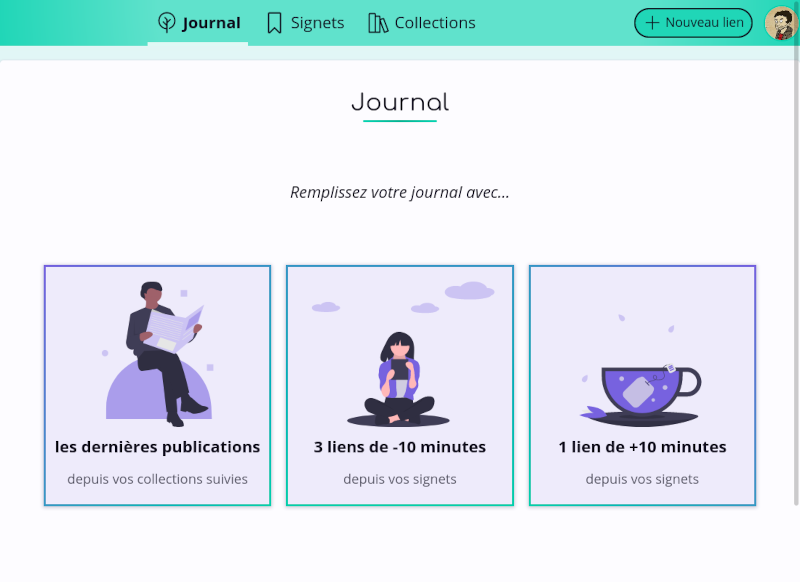 Journal
Signets
Collections
Nouveau lien
Journal
Remplissez votre journal avec...
les dernières publications
depuis vos collections suivies
3 liens de -10 minutes
depuis vos signets
1 lien de +10 minutes
depuis vos signets